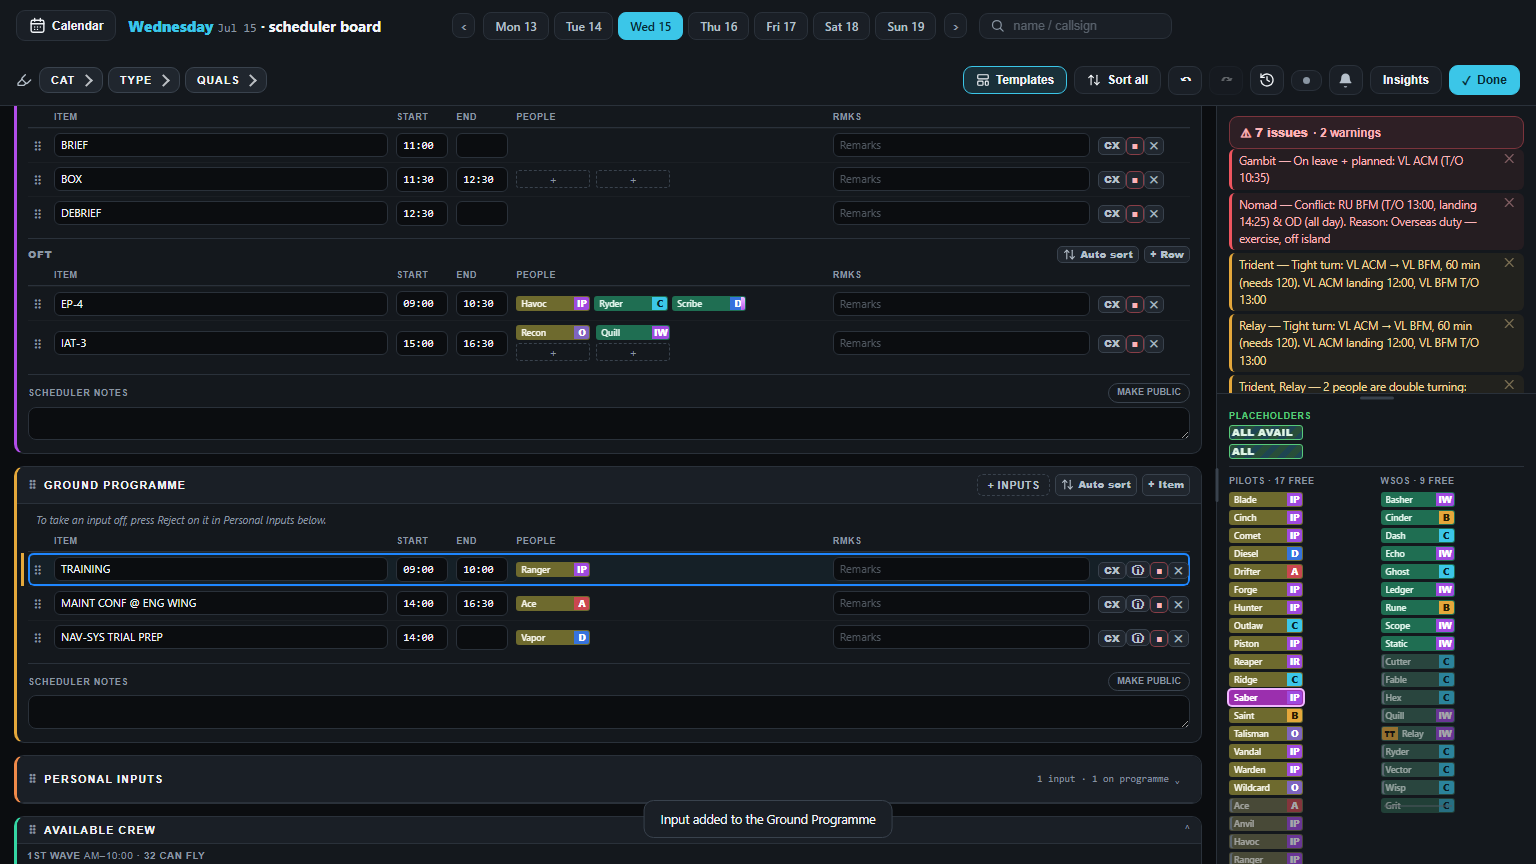 Calendar
Wednesday Jul 15 · scheduler board
‹ Mon 13 Tue 14 Wed 15 Thu 16 Fri 17 Sat 18 Sun 19 ›
name / callsign
CAT TYPE QUALS
Templates Sort all Insights ✓ Done
ITEM START END PEOPLE RMKS
BRIEF 11:00 Remarks CX ✕
BOX 11:30 12:30 + + Remarks CX ✕
DEBRIEF 12:30 Remarks CX ✕
OFT Auto sort + Row
ITEM START END PEOPLE RMKS
EP-4 09:00 10:30 Havoc IP Ryder C Scribe D Remarks CX ✕
IAT-3 15:00 16:30 Recon O Quill IW Remarks CX ✕
+ +
SCHEDULER NOTES MAKE PUBLIC
GROUND PROGRAMME + INPUTS Auto sort + Item
To take an input off, press Reject on it in Personal Inputs below.
ITEM START END PEOPLE RMKS
TRAINING 09:00 10:00 Ranger IP Remarks CX ✕
MAINT CONF @ ENG WING 14:00 16:30 Ace A Remarks CX ✕
NAV-SYS TRIAL PREP 14:00 Vapor D Remarks CX ✕
SCHEDULER NOTES MAKE PUBLIC
PERSONAL INPUTS 1 input · 1 on programme
Input added to the Ground Programme
AVAILABLE CREW
1ST WAVE AM–10:00 · 32 CAN FLY
⚠ 7 issues · 2 warnings
Gambit — On leave + planned: VL ACM (T/O
10:35)
Nomad — Conflict: RU BFM (T/O 13:00, landing
14:25) & OD (all day). Reason: Overseas duty —
exercise, off island
Trident — Tight turn: VL ACM → VL BFM, 60 min
(needs 120). VL ACM landing 12:00, VL BFM T/O
13:00
Relay — Tight turn: VL ACM → VL BFM, 60 min
(needs 120). VL ACM landing 12:00, VL BFM T/O
13:00
Trident, Relay — 2 people are double turning:
PLACEHOLDERS
ALL AVAIL
ALL
PILOTS · 17 FREE WSOS · 9 FREE
Blade IP Basher IW
Cinch IP Cinder B
Comet IP Dash C
Diesel D Echo IW
Drifter A Ghost C
Forge IP Ledger IW
Hunter IP Rune B
Outlaw C Scope IW
Piston IP Static IW
Reaper IR Cutter C
Ridge C Fable C
Saber IP Hex C
Saint B Quill IW
Talisman O TT Relay IW
Vandal IP Ryder C
Warden IP Vector C
Wildcard O Wisp C
Ace A Grit C
Anvil IP
Havoc IP
Ranger IP